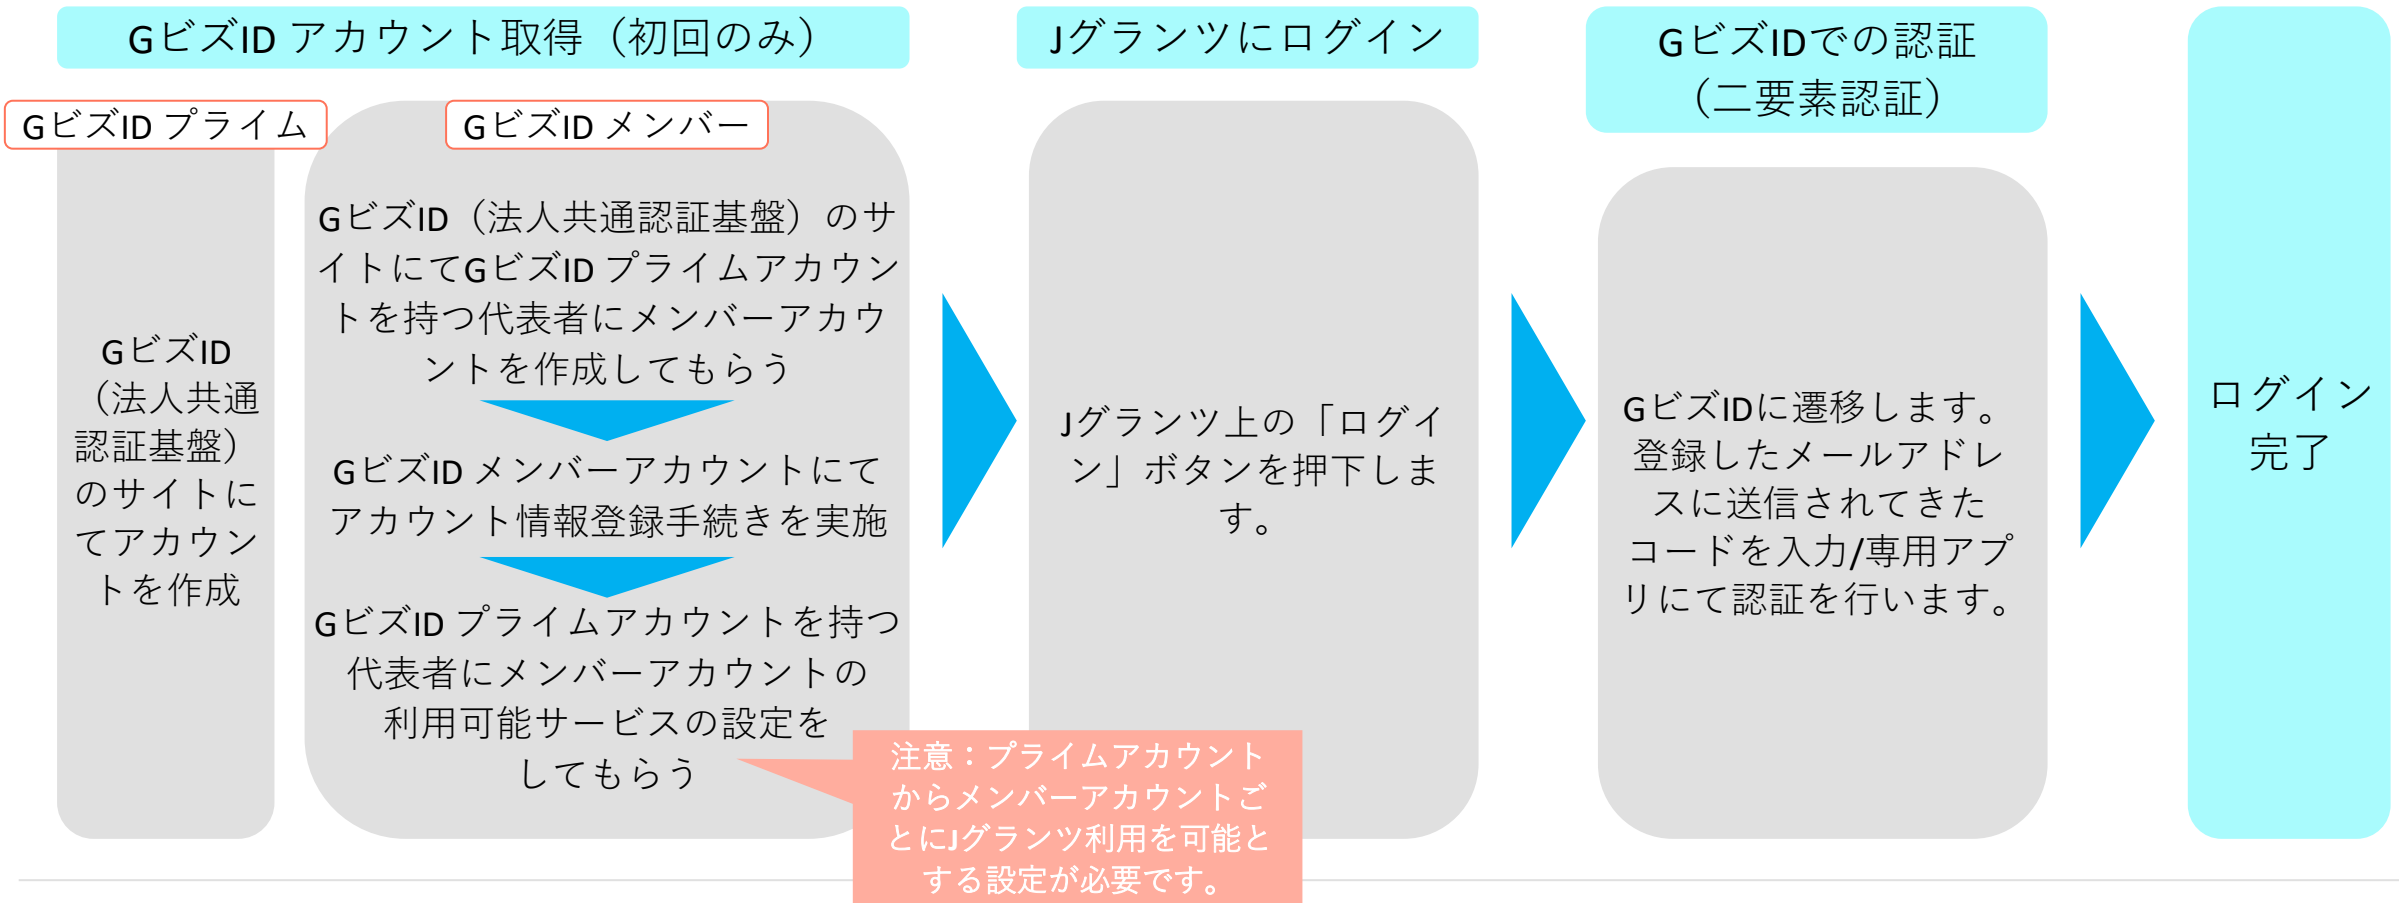 GビズID アカウント取得（初回のみ）
GビズID プライム
GビズID
（法人共通
認証基盤）
のサイトに
てアカウン
トを作成
GビズID メンバー
GビズID（法人共通認証基盤）のサ
イトにてGビズID プライムアカウン
トを持つ代表者にメンバーアカウ
ントを作成してもらう
GビズID メンバーアカウントにて
アカウント情報登録手続きを実施
GビズID プライムアカウントを持つ
代表者にメンバーアカウントの
利用可能サービスの設定を
してもらう
注意：プライムアカウント
からメンバーアカウントご
とにJグランツ利用を可能と
する設定が必要です。
Jグランツにログイン
Jグランツ上の「ログイ
ン」ボタンを押下しま
す。
GビズIDでの認証
（二要素認証）
GビズIDに遷移します。
登録したメールアドレ
スに送信されてきた
コードを入力/専用アプ
リにて認証を行います。
ログイン
完了